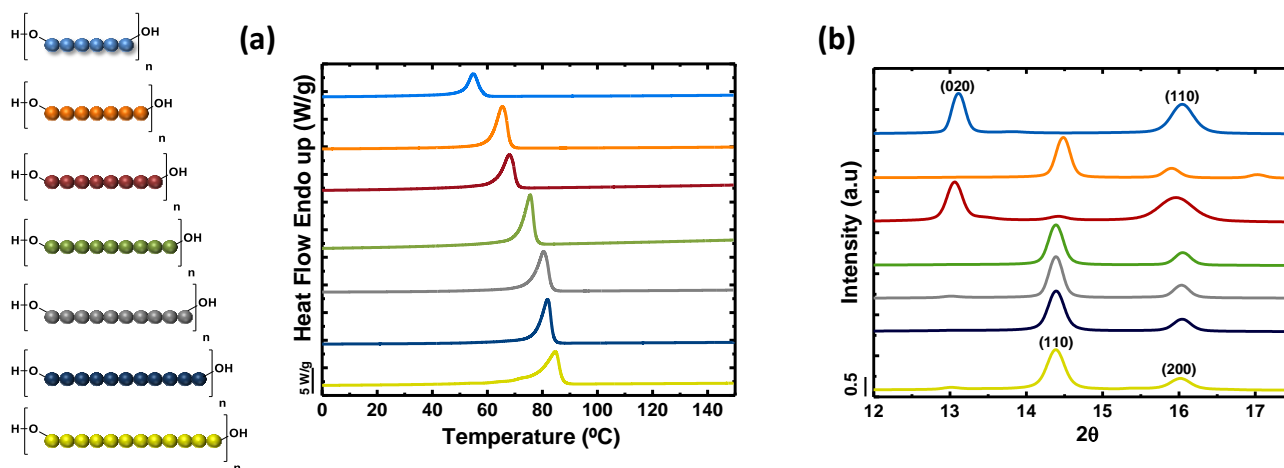 H O OH
n
H O OH
n
H O OH
n
H O OH
n
H O OH
n
H O OH
n
H O OH
n
(a)
Heat Flow Endo up (W/g)
5 W/g
0 20 40 60 80 100 120 140
Temperature (ºC)
(b)
Intensity (a.u)
0.5
(020)
(110)
(110)
(200)
12 13 14 15 16 17
2θ